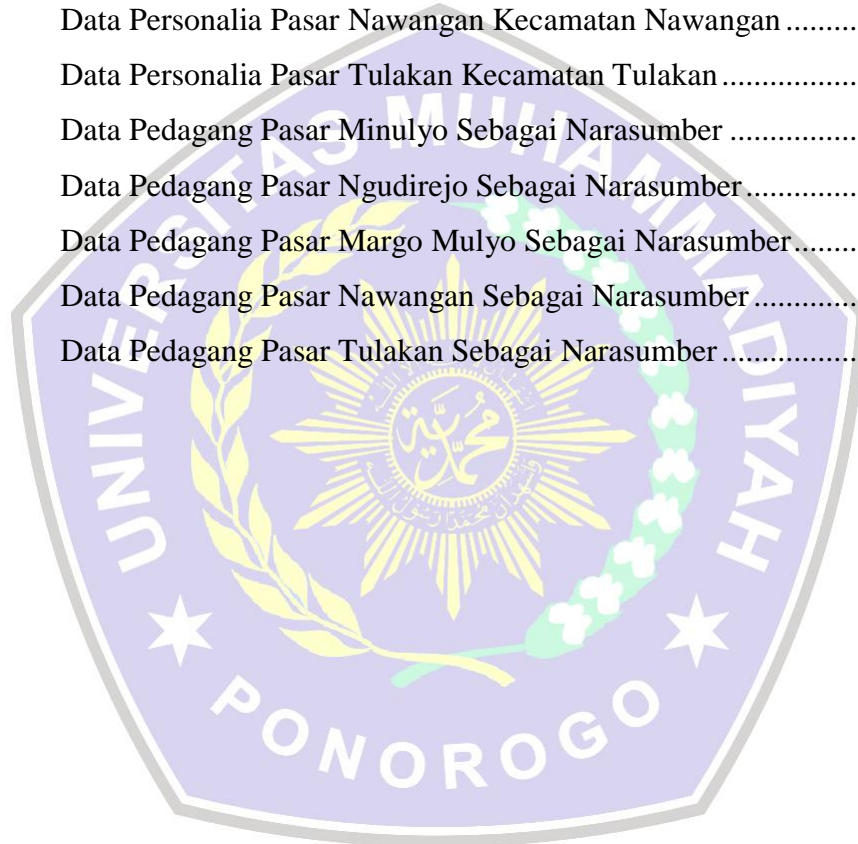 Data Personalia Pasar Nawangan Kecamatan Nawangan .........
Data Personalia Pasar Tulakan Kecamatan Tulakan .................
Data Pedagang Pasar Minulyo Sebagai Narasumber ................
Data Pedagang Pasar Ngudirejo Sebagai Narasumber ..............
Data Pedagang Pasar Margo Mulyo Sebagai Narasumber ........
Data Pedagang Pasar Nawangan Sebagai Narasumber .............
Data Pedagang Pasar Tulakan Sebagai Narasumber .................
UNIVERSITAS MUHAMMADIYAH
PONOROGO
محمدية